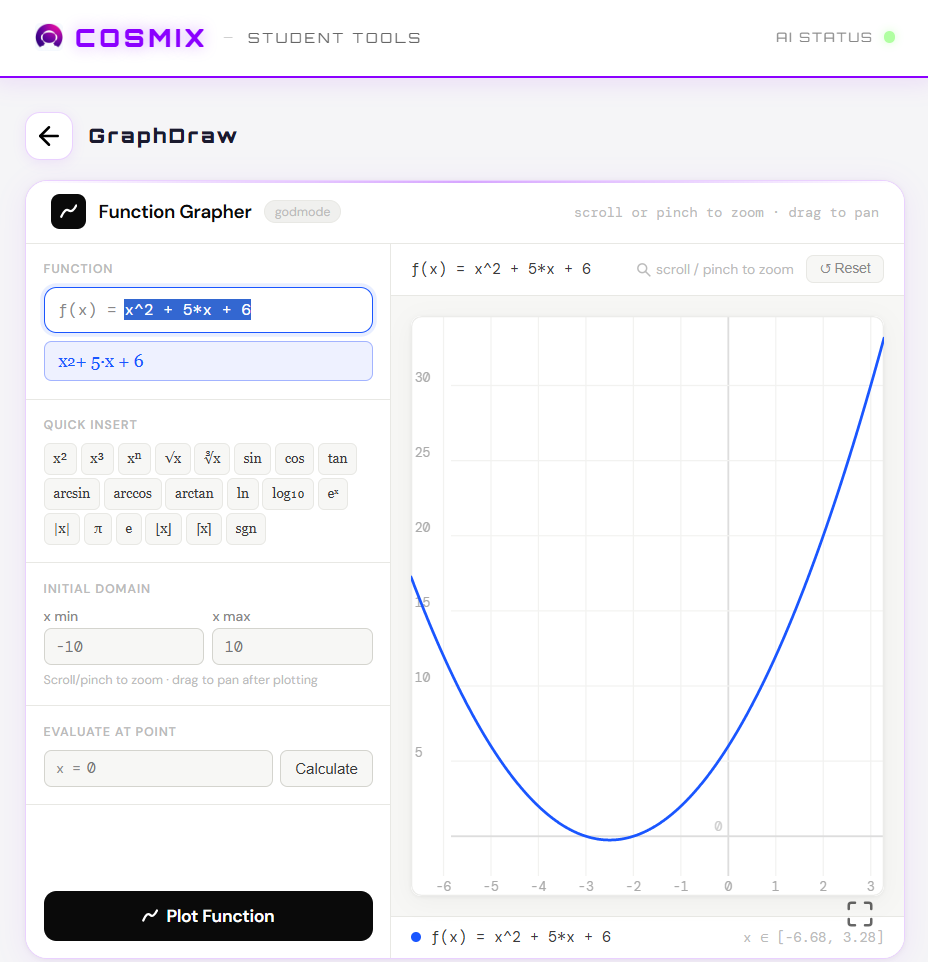 COSMIX – STUDENT TOOLS
AI STATUS
GraphDraw
Function Grapher godmode
scroll or pinch to zoom · drag to pan
FUNCTION
ƒ(x) = x^2 + 5*x + 6
x2+ 5·x + 6
QUICK INSERT
x² x³ xⁿ √x ∛x sin cos tan
arcsin arccos arctan ln log₁₀ eˣ
|x| π e ⌊x⌋ ⌈x⌉ sgn
INITIAL DOMAIN
x min x max
-10 10
Scroll/pinch to zoom · drag to pan after plotting
EVALUATE AT POINT
x = 0 Calculate
Plot Function
ƒ(x) = x^2 + 5*x + 6
scroll / pinch to zoom ↺ Reset
30
25
20
15
10
5
0
-6 -5 -4 -3 -2 -1 0 1 2 3
ƒ(x) = x^2 + 5*x + 6
x ∈ [-6.68, 3.28]